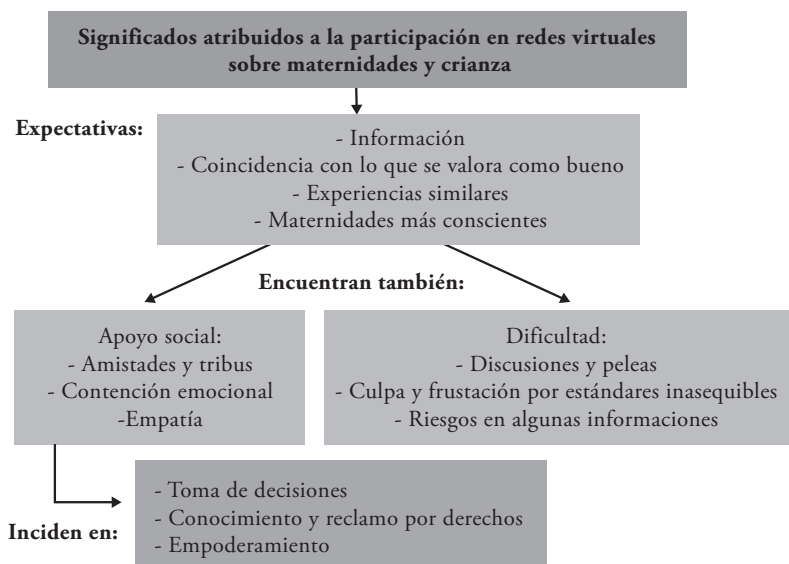 Significados atribuidos a la participación en redes virtuales
sobre maternidades y crianza
Expectativas:
- Información
- Coincidencia con lo que se valora como bueno
- Experiencias similares
- Maternidades más conscientes
Encuentran también:
Apoyo social:
- Amistades y tribus
- Contención emocional
-Empatía
Dificultad:
- Discusiones y peleas
- Culpa y frustación por estándares inasequibles
- Riesgos en algunas informaciones
Inciden en:
- Toma de decisiones
- Conocimiento y reclamo por derechos
- Empoderamiento